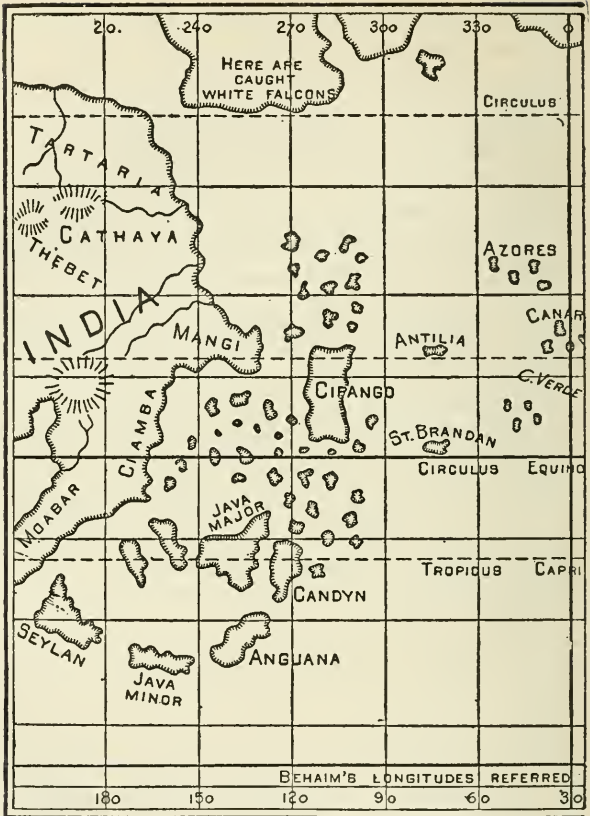 20. 240 270 300 330 0
HERE ARE
CAUGHT
WHITE FALCONS
CIRCULUS
TARTARIA
CATHAYA
THEBET
AZORES
INDIA
MANGI
CANAR
ANTILIA
CIPANGO
C. VERDE
CIAMBA
ST. BRANDAN
CIRCULUS EQUINO
MOABAR
JAVA
MAJOR
TROPICUS CAPRI
CANDYN
SEYLAN
ANGUANA
JAVA
MINOR
BEHAIM'S LONGITUDES REFERRED
180 150 120 90 60 30